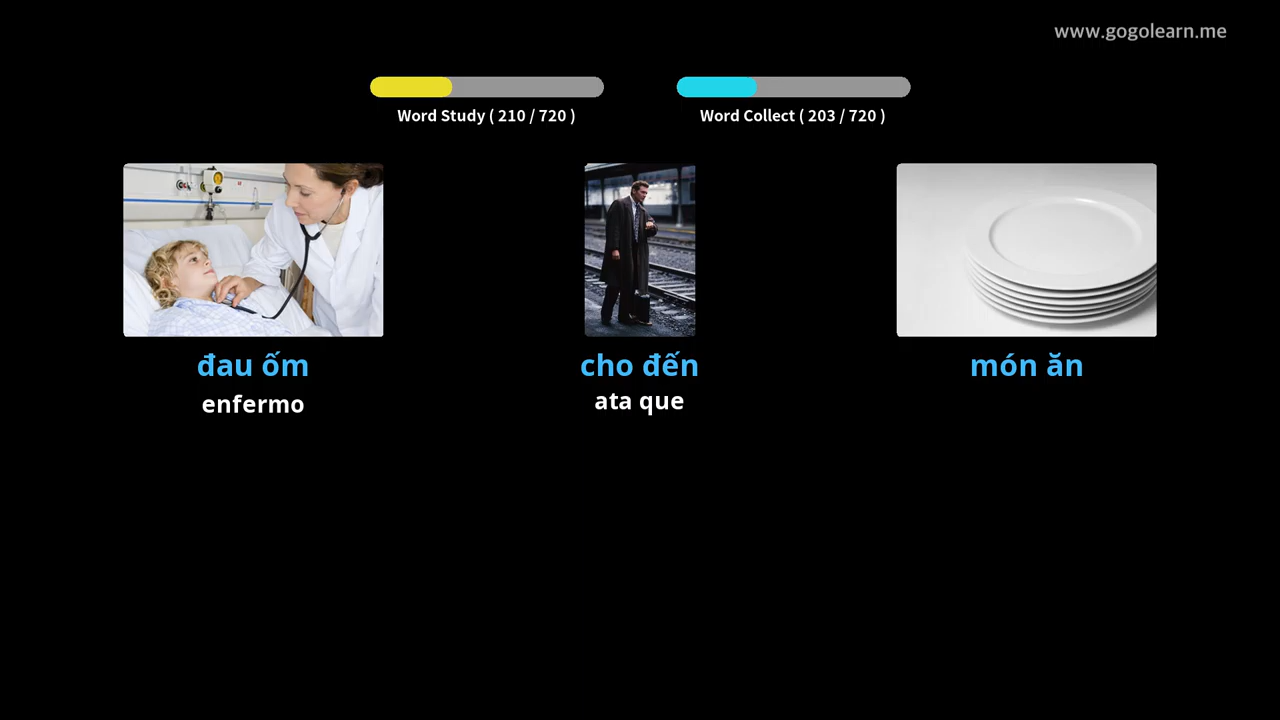 www.gogolearn.me
Word Study ( 210 / 720 )
Word Collect ( 203 / 720 )
đau ốm
enfermo
cho đến
ata que
món ăn